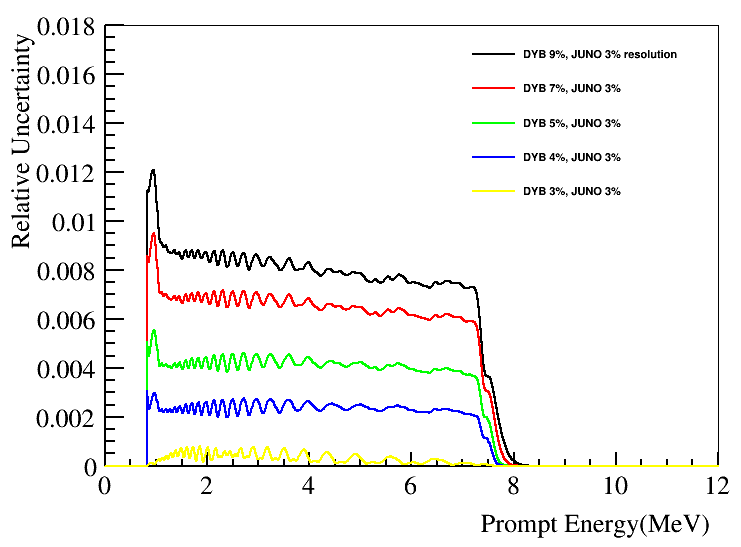 0.018
0.016
0.014
0.012
0.01
0.008
0.006
0.004
0.002
0
Relative Uncertainty
DYB 9%, JUNO 3% resolution
DYB 7%, JUNO 3%
DYB 5%, JUNO 3%
DYB 4%, JUNO 3%
DYB 3%, JUNO 3%
0 2 4 6 8 10 12
Prompt Energy(MeV)